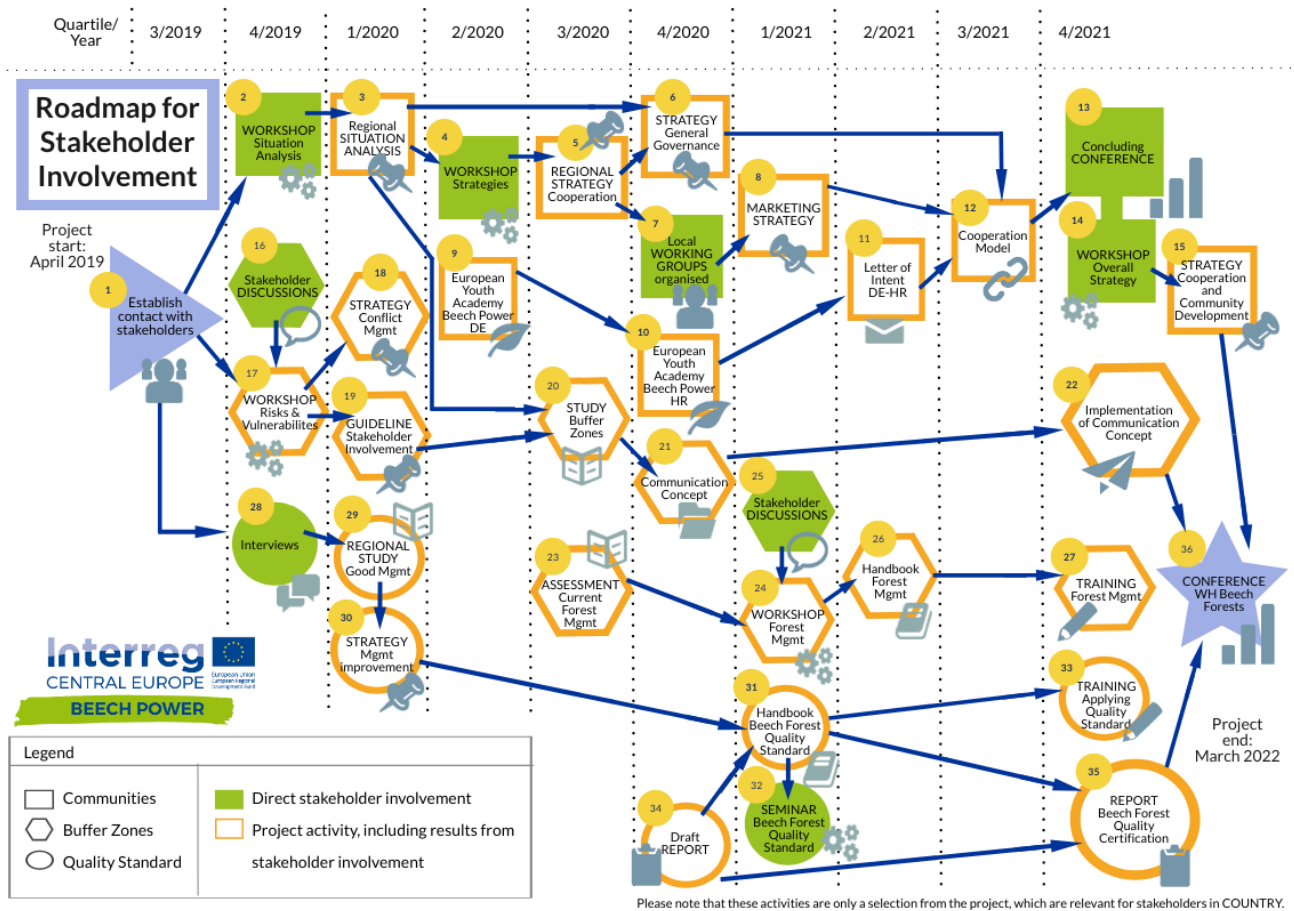 Quartile/
Year
3/2019
4/2019
1/2020
2/2020
3/2020
4/2020
1/2021
2/2021
3/2021
4/2021
Roadmap for
Stakeholder
Involvement
Project
start:
April 2019
1
Establish
contact with
stakeholders
2
WORKSHOP
Situation
Analysis
3
Regional
SITUATION
ANALYSIS
4
WORKSHOP
Strategies
5
REGIONAL
STRATEGY
Cooperation
6
STRATEGY
General
Governance
7
Local
WORKING
GROUPS
organised
8
MARKETING
STRATEGY
9
European
Youth
Academy
Beech Power
DE
10
European
Youth
Academy
Beech Power
HR
11
Letter of
Intent
DE-HR
12
Cooperation
Model
13
Concluding
CONFERENCE
14
WORKSHOP
Overall
Strategy
15
STRATEGY
Cooperation
and
Community
Development
16
Stakeholder
DISCUSSIONS
17
WORKSHOP
Risks &
Vulnerabilites
18
STRATEGY
Conflict
Mgmt
19
GUIDELINE
Stakeholder
Involvement
20
STUDY
Buffer
Zones
21
Communication
Concept
22
Implementation
of Communication
Concept
23
ASSESSMENT
Current
Forest
Mgmt
24
WORKSHOP
Forest
Mgmt
25
Stakeholder
DISCUSSIONS
26
Handbook
Forest
Mgmt
27
TRAINING
Forest Mgmt
28
Interviews
29
REGIONAL
STUDY
Good Mgmt
30
STRATEGY
Mgmt
improvement
31
Handbook
Beech Forest
Quality
Standard
32
SEMINAR
Beech Forest
Quality
Standard
33
TRAINING
Applying
Quality
Standard
34
Draft
REPORT
35
REPORT
Beech Forest
Quality
Certification
36
CONFERENCE
WH Beech
Forests
Project
end:
March 2022
Interreg
CENTRAL EUROPE
European Union
European Regional
Development Fund
BEECH POWER
Legend
Communities
Buffer Zones
Quality Standard
Direct stakeholder involvement
Project activity, including results from
stakeholder involvement
Please note that these activities are only a selection from the project, which are relevant for stakeholders in COUNTRY.